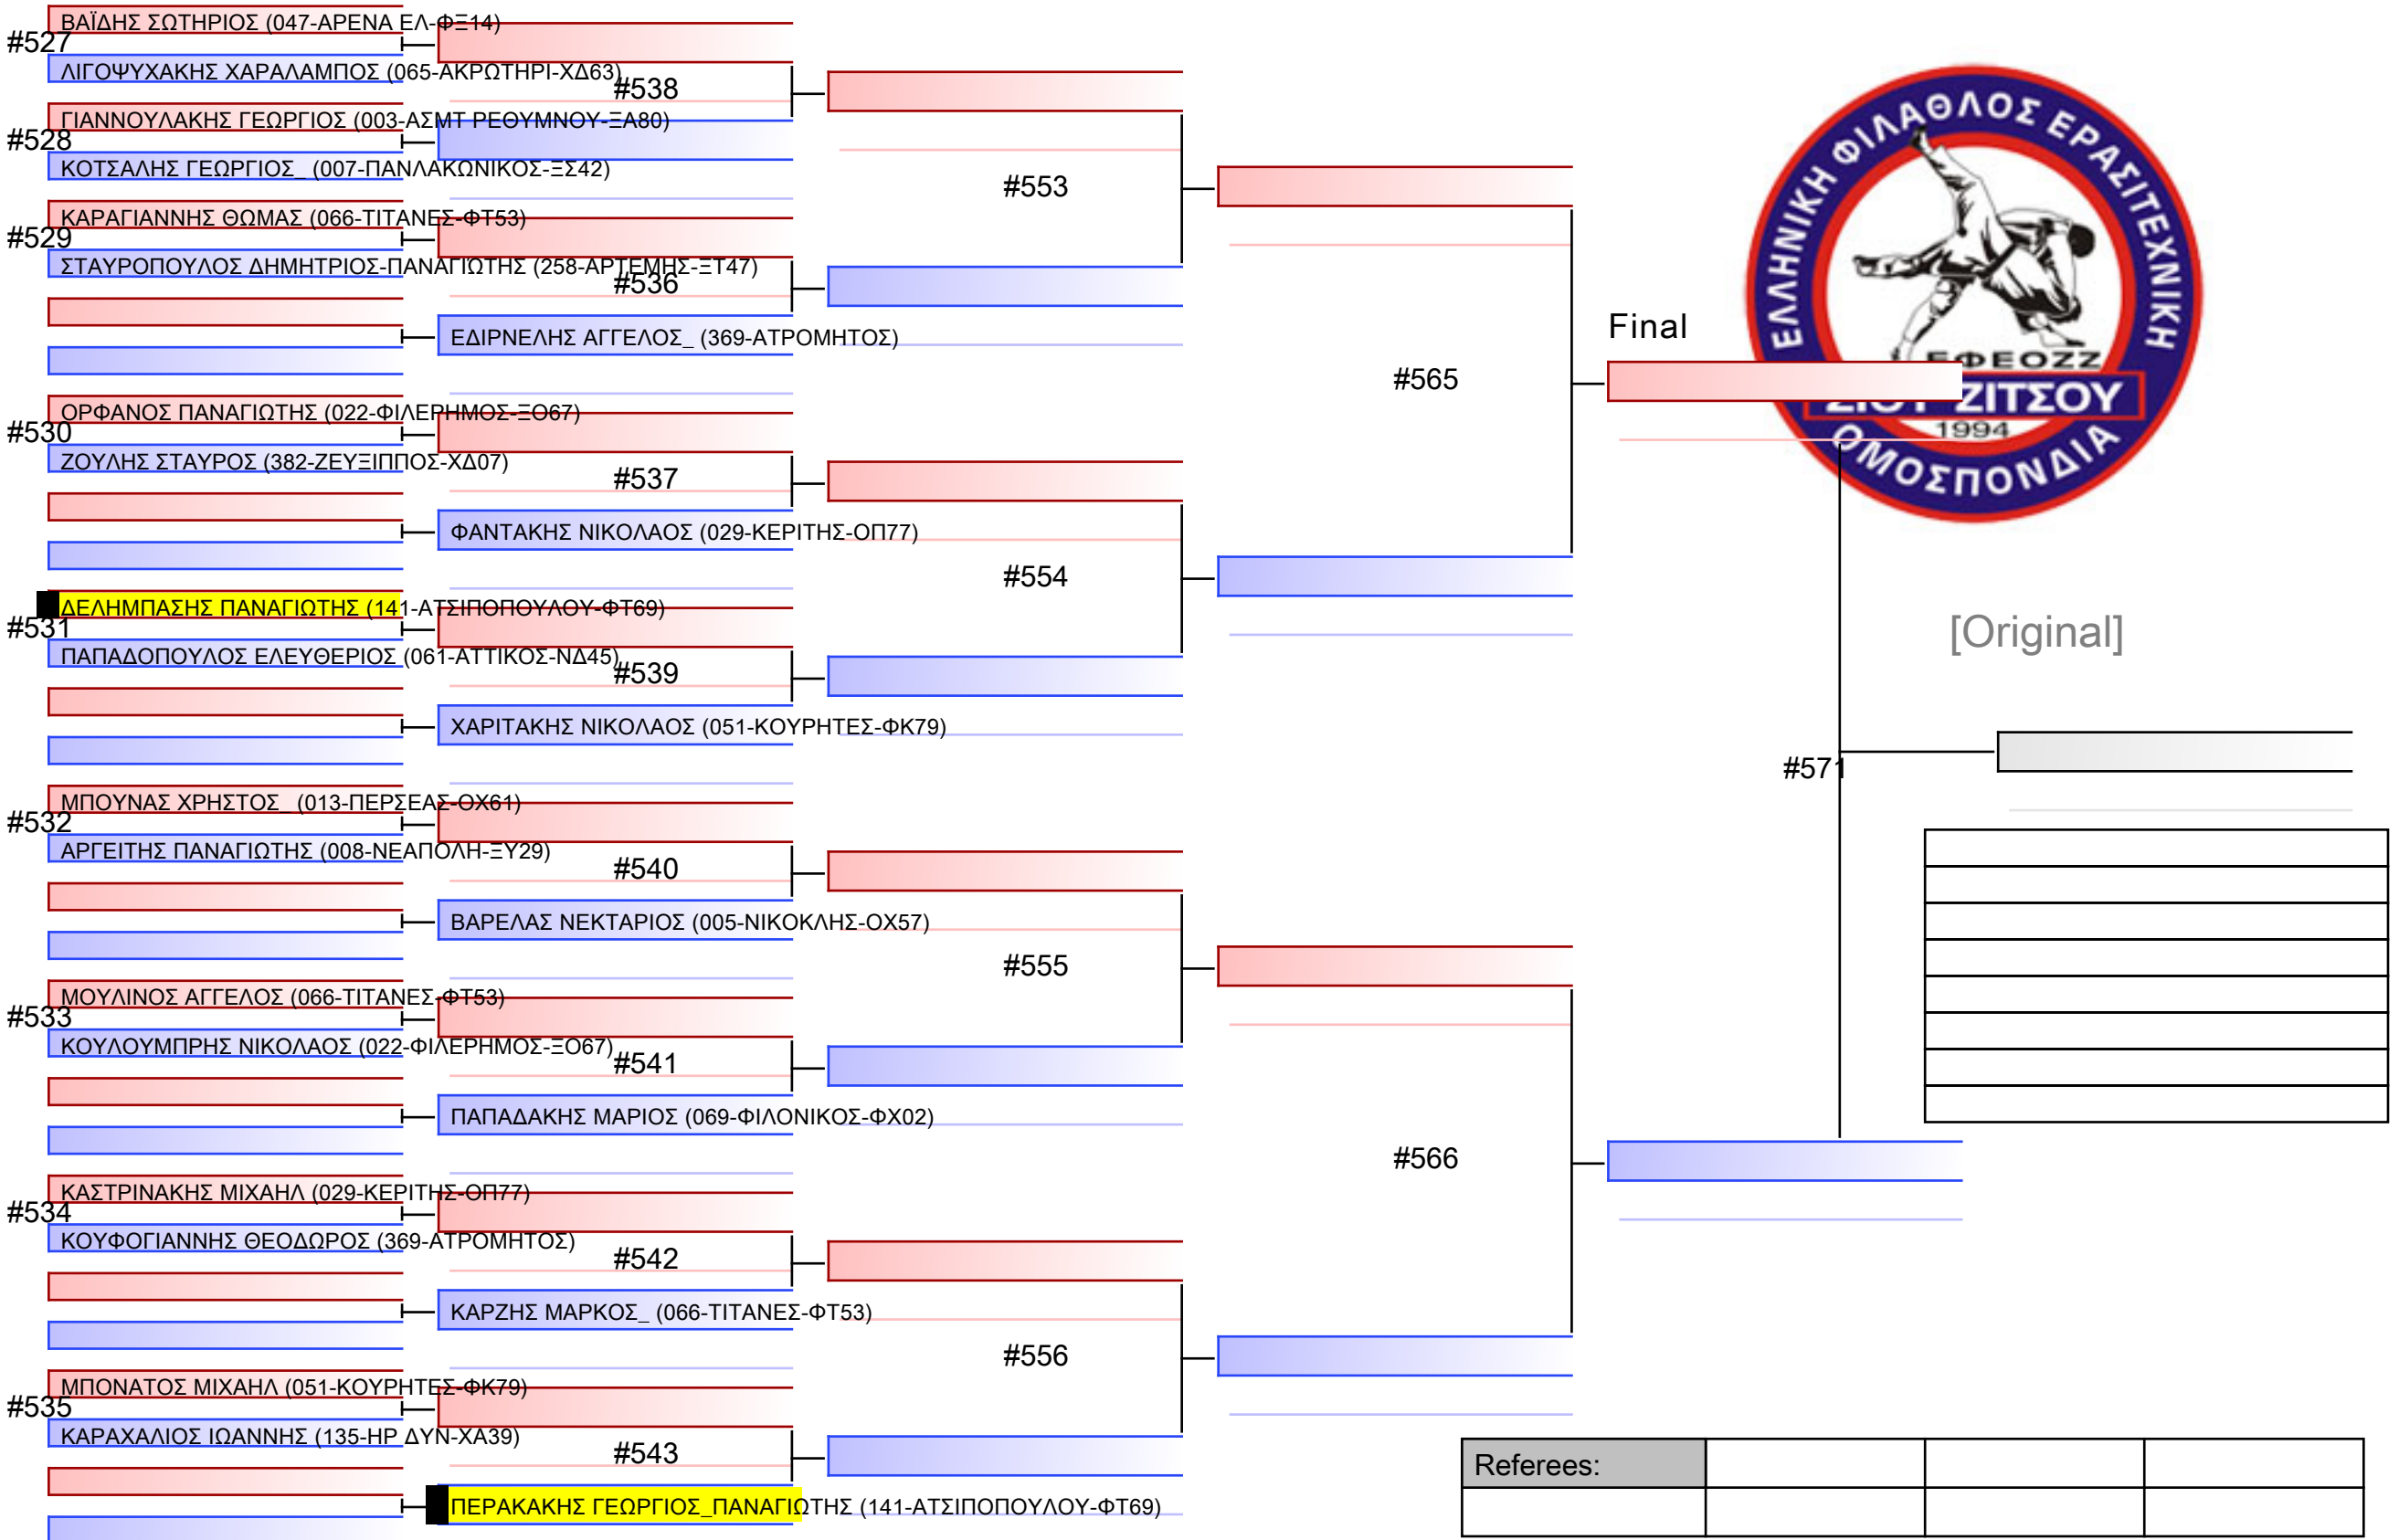 ΒΑΪΔΗΣ ΣΩΤΗΡΙΟΣ (047-ΑΡΕΝΑ ΕΛ-ΦΞ14)
#527
ΛΙΓΟΨΥΧΑΚΗΣ ΧΑΡΑΛΑΜΠΟΣ (065-ΑΚΡΩΤΗΡΙ-ΧΔ63)
#538
ΓΙΑΝΝΟΥΛΑΚΗΣ ΓΕΩΡΓΙΟΣ (003-ΑΣΜΤ ΡΕΘΥΜΝΟΥ-ΞΑ80)
#528
ΚΟΤΣΑΛΗΣ ΓΕΩΡΓΙΟΣ_ (007-ΠΑΝΛΑΚΩΝΙΚΟΣ-ΞΣ42)
#553
ΚΑΡΑΓΙΑΝΝΗΣ ΘΩΜΑΣ (066-ΤΙΤΑΝΕΣ-ΦΤ53)
#529
ΣΤΑΥΡΟΠΟΥΛΟΣ ΔΗΜΗΤΡΙΟΣ-ΠΑΝΑΓΙΩΤΗΣ (258-ΑΡΤΕΜΗΣ-ΞΤ47)
#536
ΕΔΙΡΝΕΛΗΣ ΑΓΓΕΛΟΣ_ (369-ΑΤΡΟΜΗΤΟΣ)
#565
ΟΡΦΑΝΟΣ ΠΑΝΑΓΙΩΤΗΣ (022-ΦΙΛΕΡΗΜΟΣ-ΞΟ67)
#530
ΖΟΥΛΗΣ ΣΤΑΥΡΟΣ (382-ΖΕΥΞΙΠΠΟΣ-ΧΔ07)
#537
ΦΑΝΤΑΚΗΣ ΝΙΚΟΛΑΟΣ (029-ΚΕΡΙΤΗΣ-ΟΠ77)
#554
ΔΕΛΗΜΠΑΣΗΣ ΠΑΝΑΓΙΩΤΗΣ (141-ΑΤΣΙΠΟΠΟΥΛΟΥ-ΦΤ69)
#531
ΠΑΠΑΔΟΠΟΥΛΟΣ ΕΛΕΥΘΕΡΙΟΣ (061-ΑΤΤΙΚΟΣ-ΝΔ45)
#539
ΧΑΡΙΤΑΚΗΣ ΝΙΚΟΛΑΟΣ (051-ΚΟΥΡΗΤΕΣ-ΦΚ79)
ΜΠΟΥΝΑΣ ΧΡΗΣΤΟΣ_ (013-ΠΕΡΣΕΑΣ-ΟΧ61)
#532
ΑΡΓΕΙΤΗΣ ΠΑΝΑΓΙΩΤΗΣ (008-ΝΕΑΠΟΛΗ-ΞΥ29)
#540
ΒΑΡΕΛΑΣ ΝΕΚΤΑΡΙΟΣ (005-ΝΙΚΟΚΛΗΣ-ΟΧ57)
#555
ΜΟΥΛΙΝΟΣ ΑΓΓΕΛΟΣ (066-ΤΙΤΑΝΕΣ-ΦΤ53)
#533
ΚΟΥΛΟΥΜΠΡΗΣ ΝΙΚΟΛΑΟΣ (022-ΦΙΛΕΡΗΜΟΣ-ΞΟ67)
#541
ΠΑΠΑΔΑΚΗΣ ΜΑΡΙΟΣ (069-ΦΙΛΟΝΙΚΟΣ-ΦΧ02)
#566
ΚΑΣΤΡΙΝΑΚΗΣ ΜΙΧΑΗΛ (029-ΚΕΡΙΤΗΣ-ΟΠ77)
#534
ΚΟΥΦΟΓΙΑΝΝΗΣ ΘΕΟΔΩΡΟΣ (369-ΑΤΡΟΜΗΤΟΣ)
#542
ΚΑΡΖΗΣ ΜΑΡΚΟΣ_ (066-ΤΙΤΑΝΕΣ-ΦΤ53)
#556
ΜΠΟΝΑΤΟΣ ΜΙΧΑΗΛ (051-ΚΟΥΡΗΤΕΣ-ΦΚ79)
#535
ΚΑΡΑΧΑΛΙΟΣ ΙΩΑΝΝΗΣ (135-ΗΡ ΔΥΝ-ΧΑ39)
#543
ΠΕΡΑΚΑΚΗΣ ΓΕΩΡΓΙΟΣ_ΠΑΝΑΓΙΩΤΗΣ (141-ΑΤΣΙΠΟΠΟΥΛΟΥ-ΦΤ69)
Final
ΕΛΛΗΝΙΚΗ ΦΙΛΑΘΛΟΣ ΕΡΑΣΙΤΕΧΝΙΚΗ
ΕΦΕΟΖΖ
ΖΙΤΣΟΥ
1994
ΟΜΟΣΠΟΝΔΙΑ
[Original]
#571
Referees: